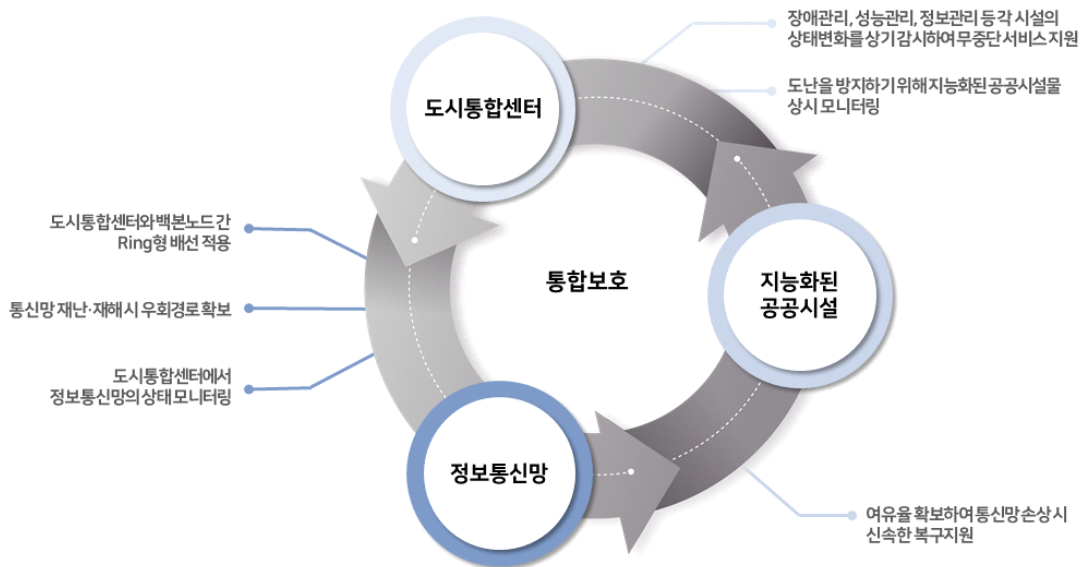 장애관리, 성능관리, 정보관리 등 각 시설의
상태변화를 상기 감시하여 무중단 서비스 지원
도난을 방지하기 위해 지능화된 공공시설물
상시 모니터링
도시통합센터
도시통합센터와 백본노드 간
Ring형 배선 적용
통신망 재난·재해 시 우회경로 확보
도시통합센터에서
정보통신망의 상태 모니터링
통합보호
지능화된
공공시설
정보통신망
여유율 확보하여 통신망 손상 시
신속한 복구지원